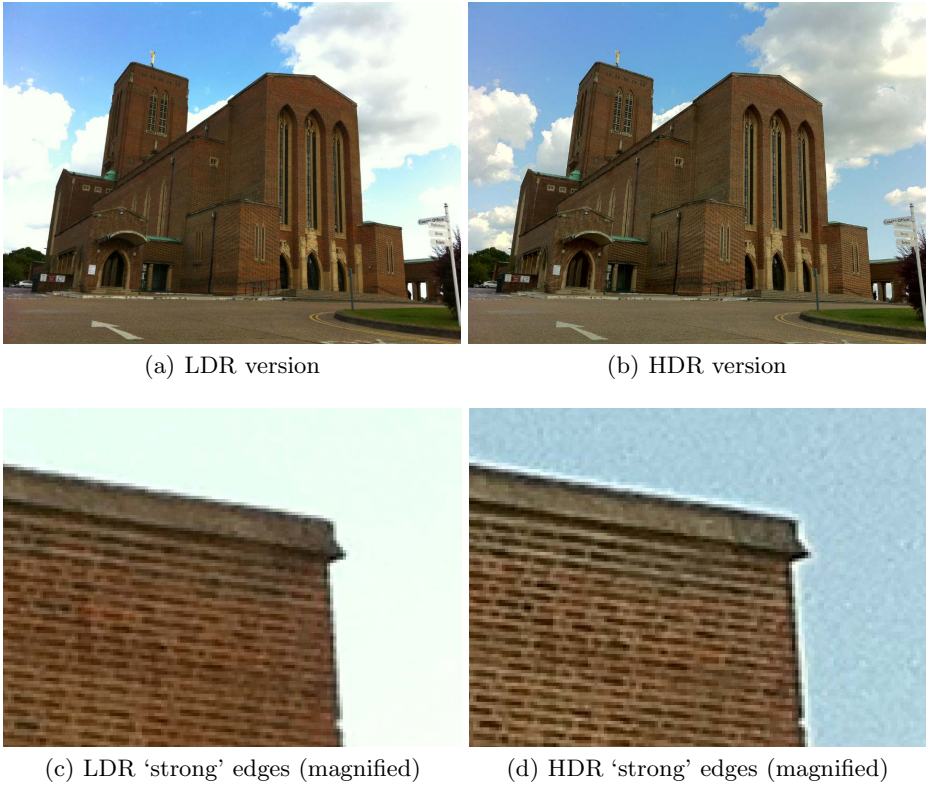 (a) LDR version
(b) HDR version
(c) LDR ‘strong’ edges (magnified)
(d) HDR ‘strong’ edges (magnified)